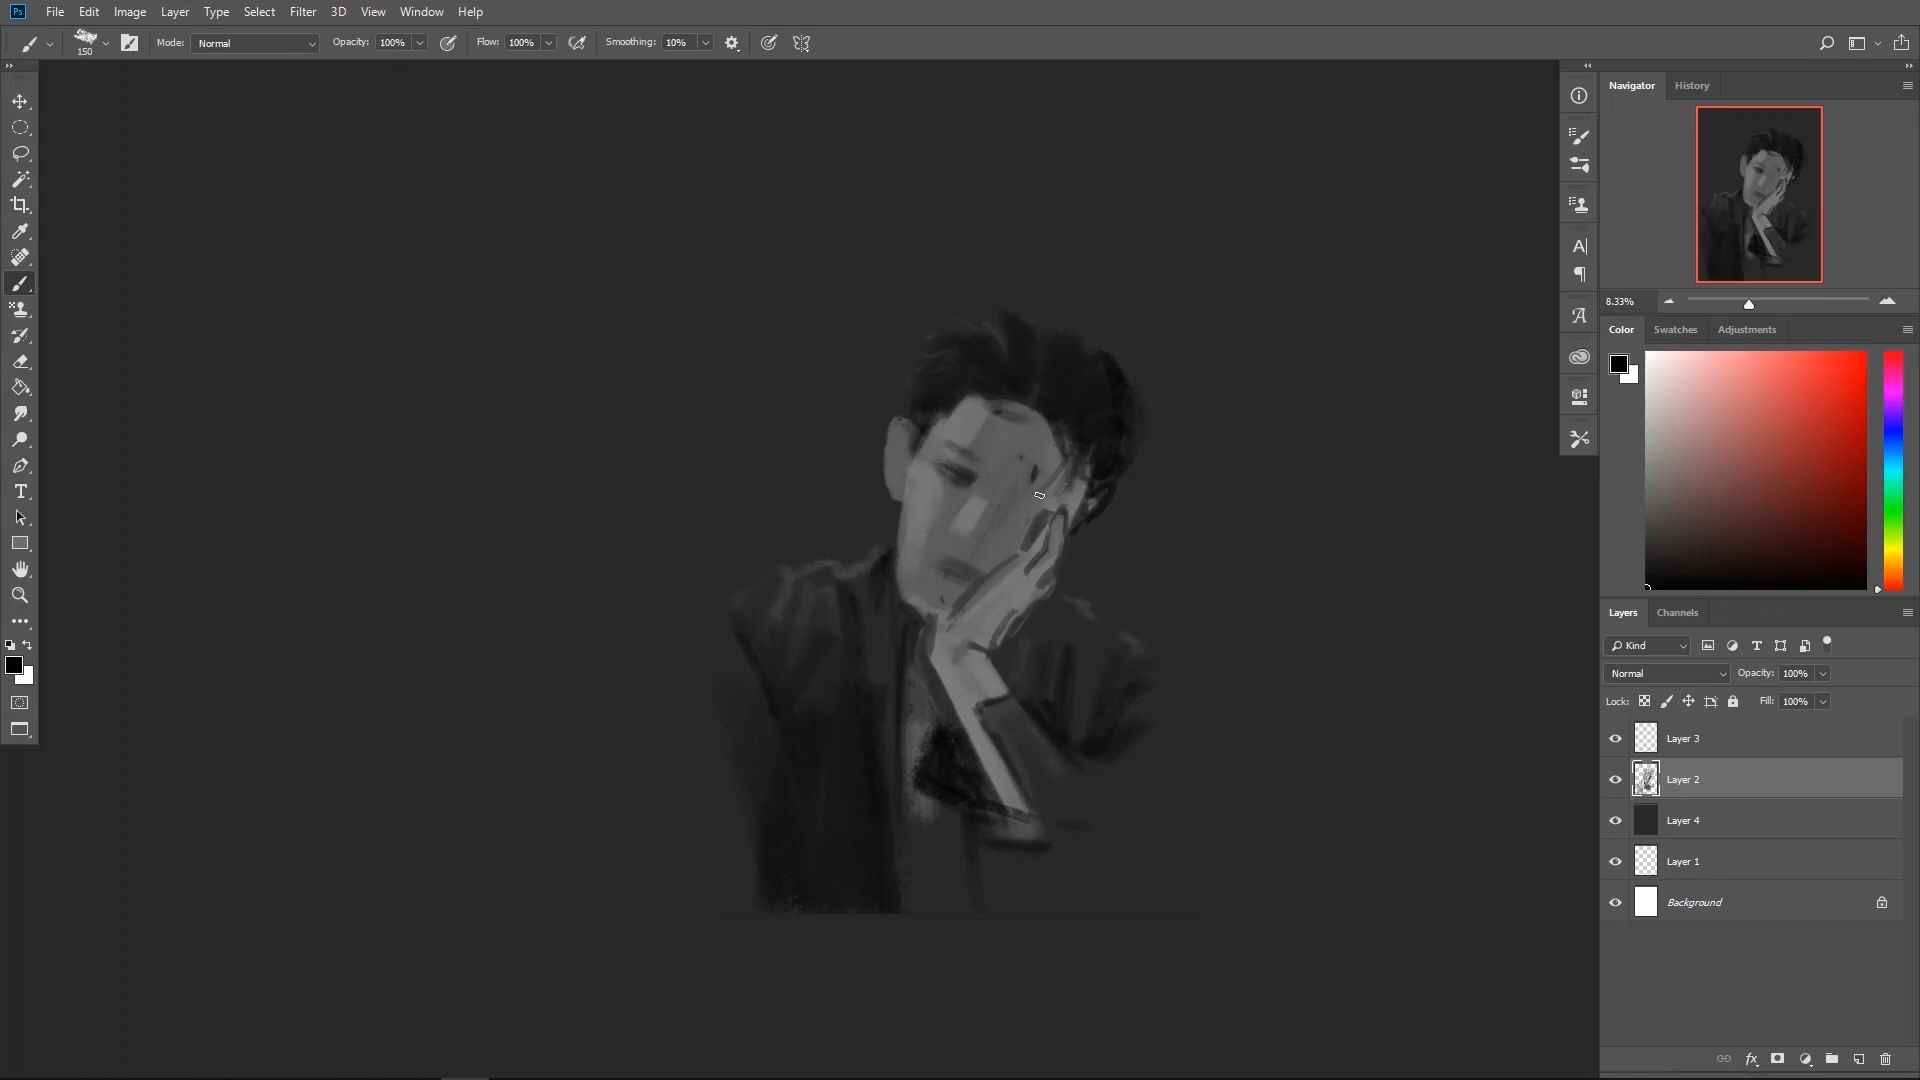 Ps File Edit Image Layer Type Select Filter 3D View Window Help
150 Mode: Normal Opacity: 100% Flow: 100% Smoothing: 10%
Navigator History
8.33%
Color Swatches Adjustments
Layers Channels
Kind
Normal Opacity: 100%
Lock: Fill: 100%
Layer 3
Layer 2
Layer 4
Layer 1
Background